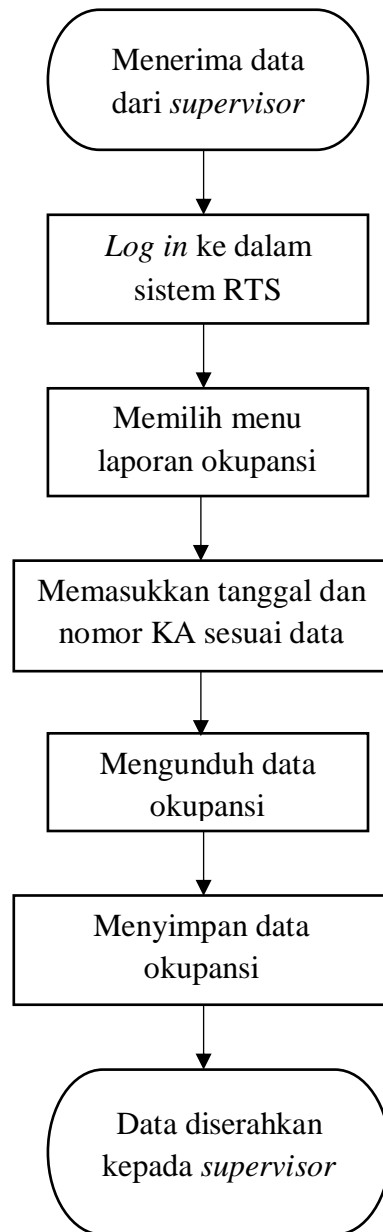 Menerima data
dari supervisor
Log in ke dalam
sistem RTS
Memilih menu
laporan okupansi
Memasukkan tanggal dan
nomor KA sesuai data
Mengunduh data
okupansi
Menyimpan data
okupansi
Data diserahkan
kepada supervisor